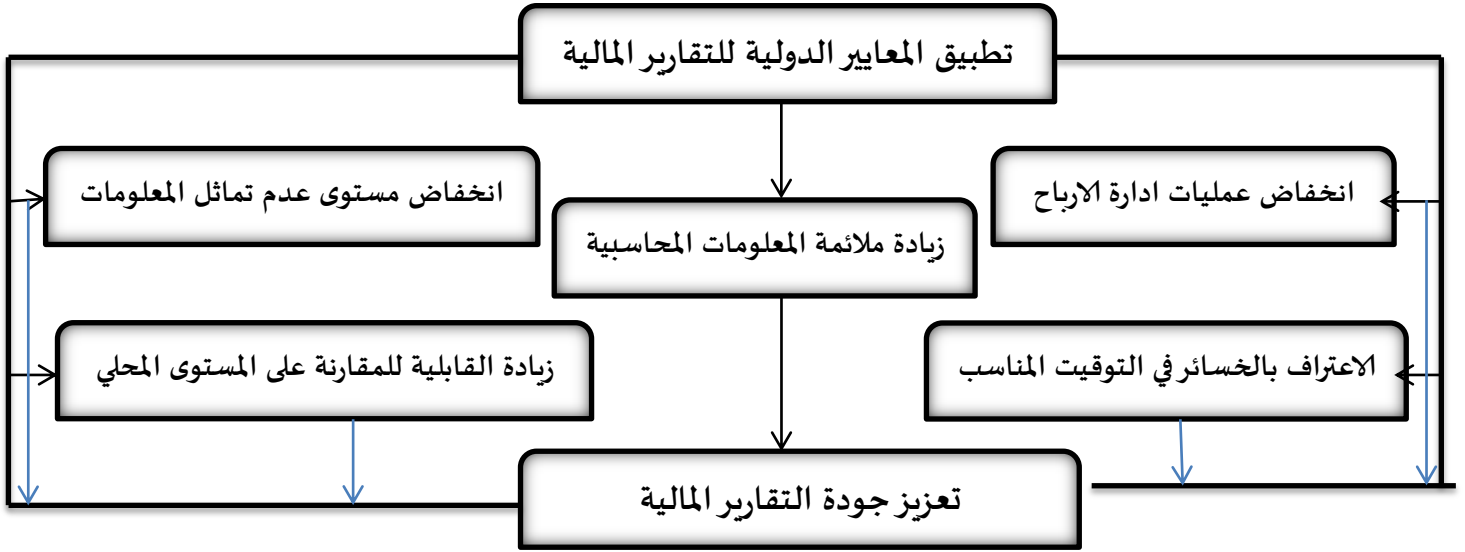 تطبيق المعايير الدولية للتقارير المالية
انخفاض عمليات ادارة الارباح
انخفاض مستوى عدم تماثل المعلومات
زيادة ملائمة المعلومات المحاسبية
الاعتراف بالخسائر في التوقيت المناسب
زيادة القابلية للمقارنة على المستوى المحلي
تعزيز جودة التقارير المالية